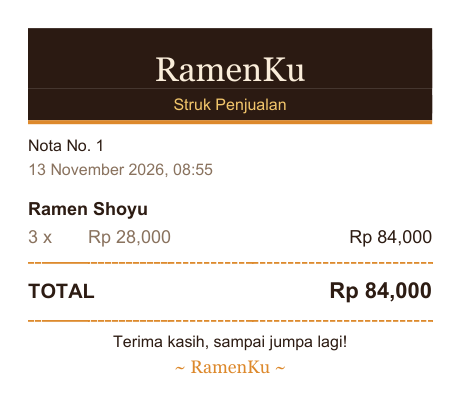 RamenKu
Struk Penjualan
Nota No. 1
13 November 2026, 08:55
Ramen Shoyu
3 x Rp 28,000 Rp 84,000
TOTAL Rp 84,000
Terima kasih, sampai jumpa lagi!
~ RamenKu ~